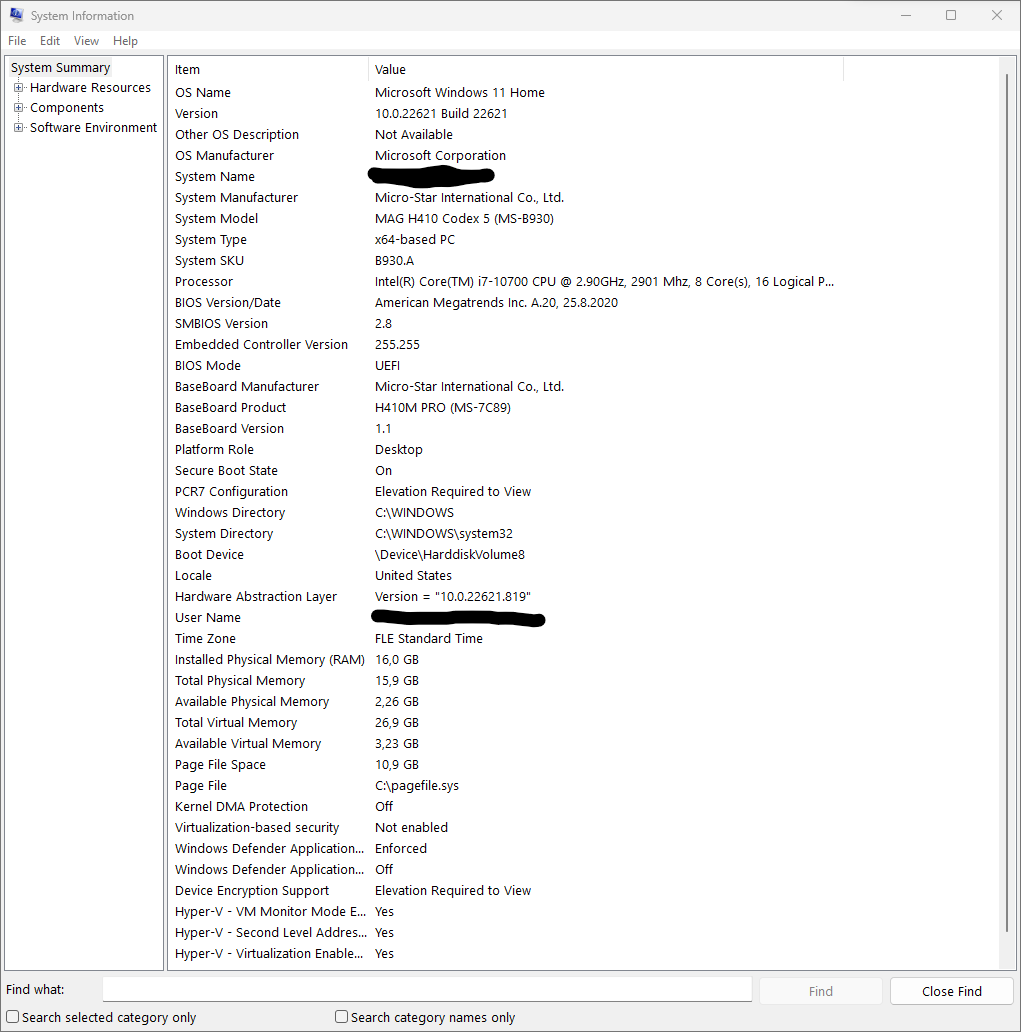 System Information
File Edit View Help
System Summary
Hardware Resources
Components
Software Environment
Item Value
OS Name Microsoft Windows 11 Home
Version 10.0.22621 Build 22621
Other OS Description Not Available
OS Manufacturer Microsoft Corporation
System Name
System Manufacturer Micro-Star International Co., Ltd.
System Model MAG H410 Codex 5 (MS-B930)
System Type x64-based PC
System SKU B930.A
Processor Intel(R) Core(TM) i7-10700 CPU @ 2.90GHz, 2901 Mhz, 8 Core(s), 16 Logical P...
BIOS Version/Date American Megatrends Inc. A.20, 25.8.2020
SMBIOS Version 2.8
Embedded Controller Version 255.255
BIOS Mode UEFI
BaseBoard Manufacturer Micro-Star International Co., Ltd.
BaseBoard Product H410M PRO (MS-7C89)
BaseBoard Version 1.1
Platform Role Desktop
Secure Boot State On
PCR7 Configuration Elevation Required to View
Windows Directory C:\WINDOWS
System Directory C:\WINDOWS\system32
Boot Device \Device\HarddiskVolume8
Locale United States
Hardware Abstraction Layer Version = "10.0.22621.819"
User Name
Time Zone FLE Standard Time
Installed Physical Memory (RAM) 16,0 GB
Total Physical Memory 15,9 GB
Available Physical Memory 2,26 GB
Total Virtual Memory 26,9 GB
Available Virtual Memory 3,23 GB
Page File Space 10,9 GB
Page File C:\pagefile.sys
Kernel DMA Protection Off
Virtualization-based security Not enabled
Windows Defender Application... Enforced
Windows Defender Application... Off
Device Encryption Support Elevation Required to View
Hyper-V - VM Monitor Mode E... Yes
Hyper-V - Second Level Addres... Yes
Hyper-V - Virtualization Enable... Yes
Find what: Find Close Find
Search selected category only Search category names only